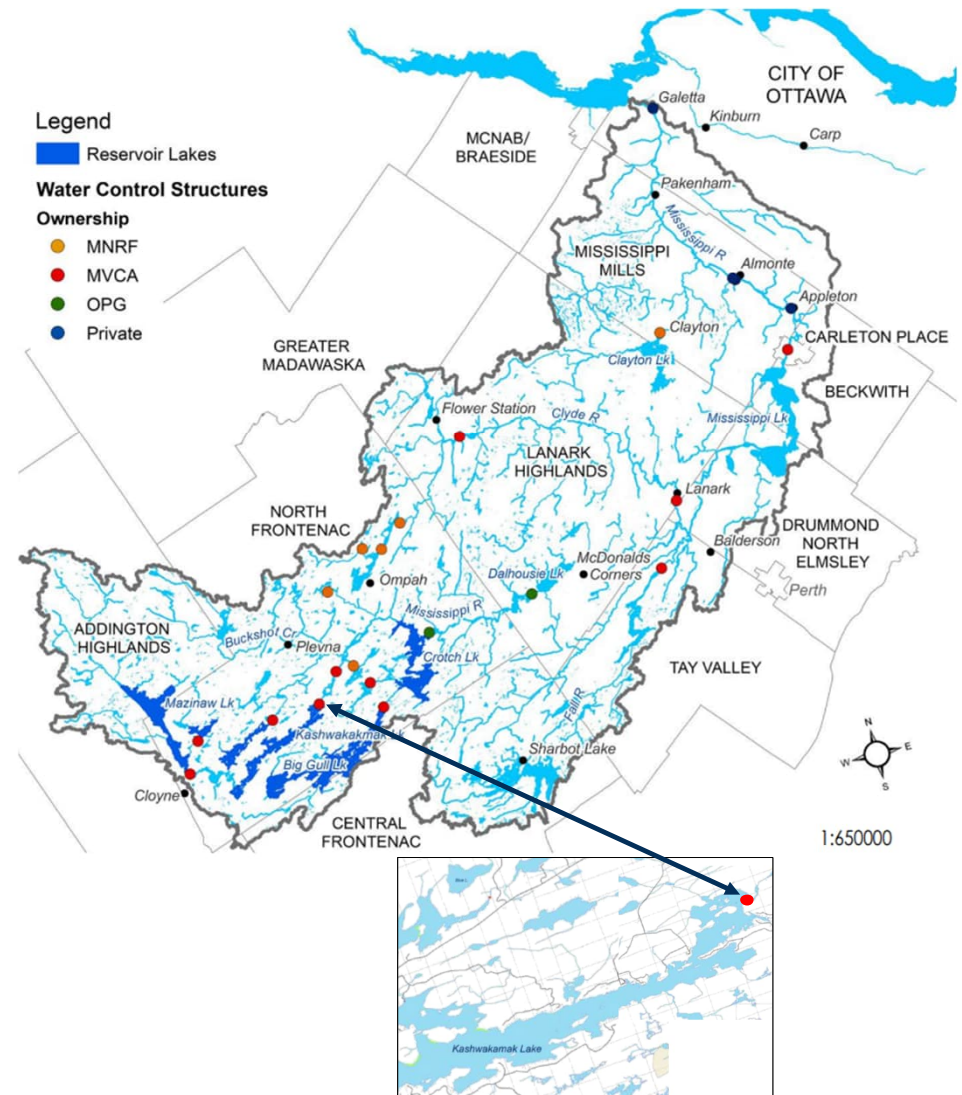 CITY OF
OTTAWA
Galetta
Kinburn
Carp
Legend
Reservoir Lakes
Water Control Structures
Ownership
MNRF
MVCA
OPG
Private
MCNAB/
BRAESIDE
Pakenham
Mississippi R
MISSISSIPPI
MILLS
Almonte
Appleton
Clayton
CARLETON PLACE
Clayton Lk
GREATER
MADAWASKA
BECKWITH
Flower Station
Clyde R
Mississippi Lk
LANARK
HIGHLANDS
Lanark
NORTH
FRONTENAC
DRUMMOND
NORTH
ELMSLEY
Balderson
McDonalds
Corners
Dalhousie Lk
Ompah
Perth
Mississippi R
ADDINGTON
HIGHLANDS
Buckshot Cr
Plevna
Crotch Lk
TAY VALLEY
Mazinaw Lk
Fall R
Kashwakakmak Lk
Sharbot Lake
Big Gull Lk
N
E
W
S
Cloyne
CENTRAL
FRONTENAC
1:650000
Kashwakamak Lake